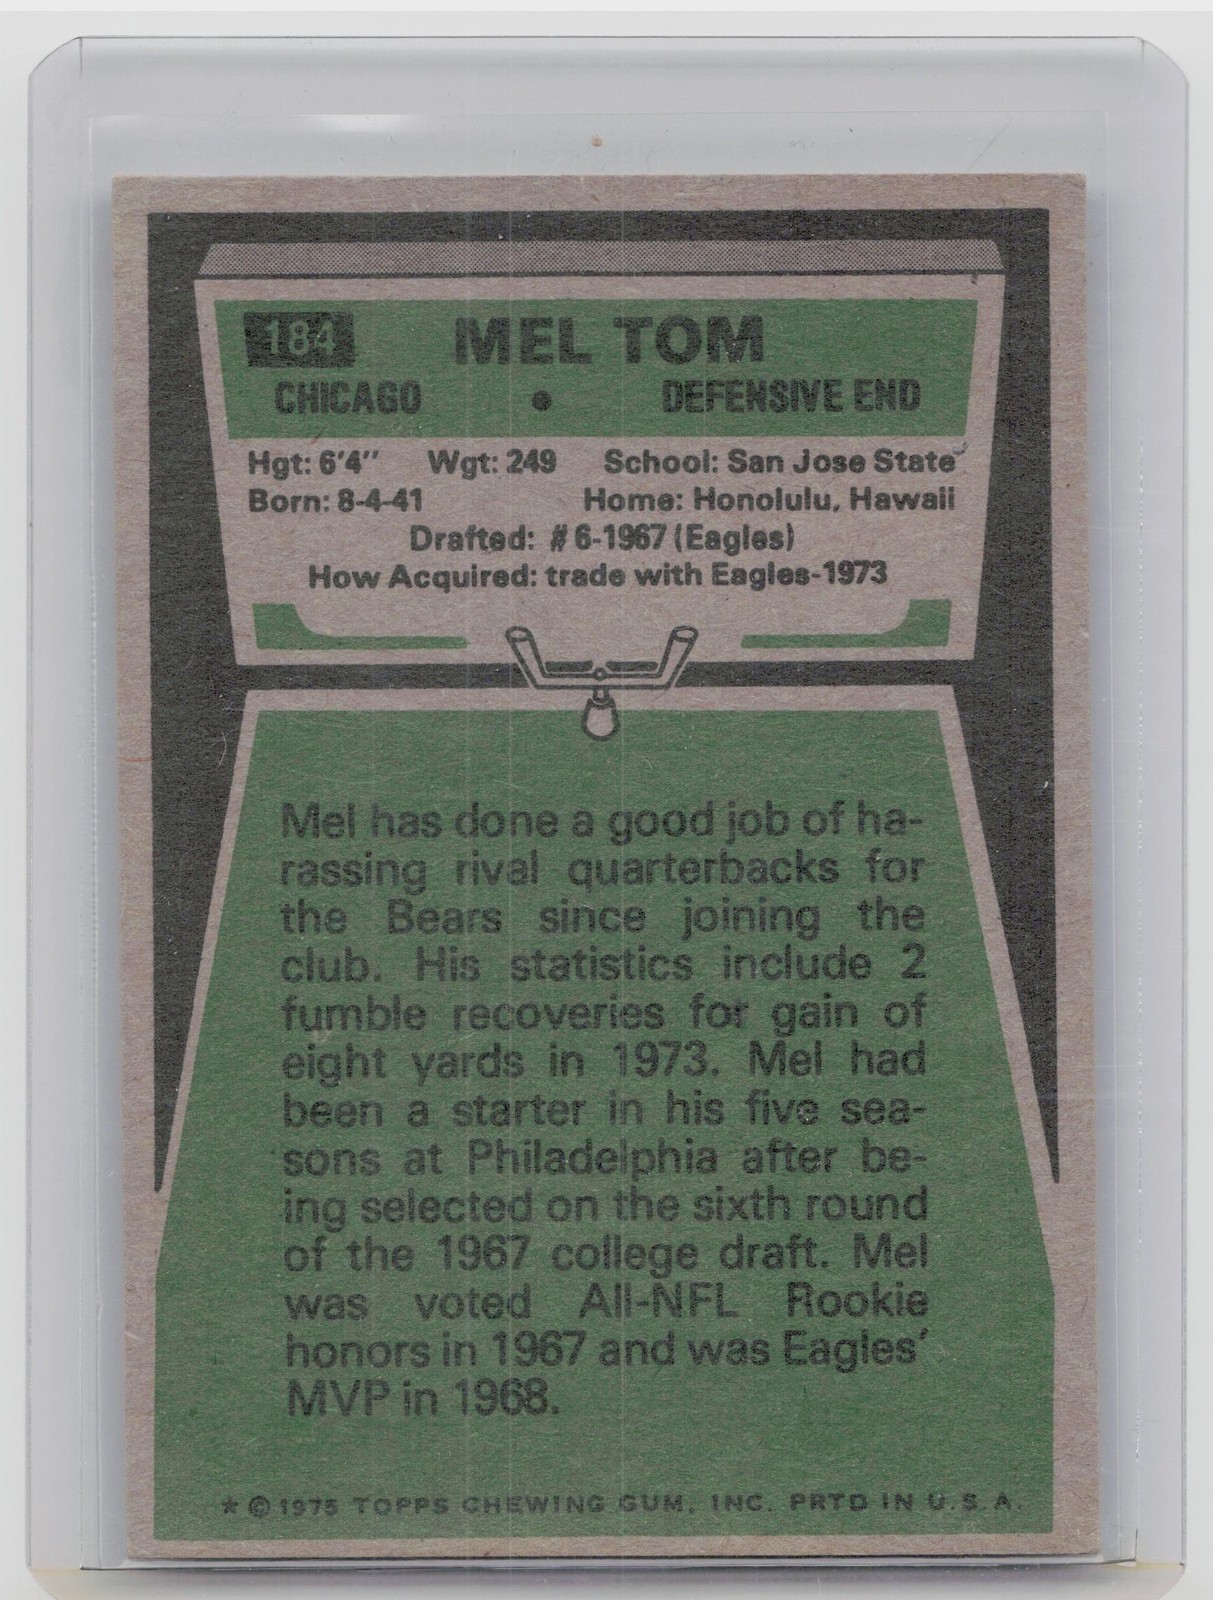 184 MEL TOM
CHICAGO • DEFENSIVE END
Hgt: 6'4" Wgt: 249 School: San Jose State
Born: 8-4-41 Home: Honolulu, Hawaii
Drafted: #6-1967 (Eagles)
How Acquired: trade with Eagles-1973
Mel has done a good job of ha-
rassing rival quarterbacks for
the Bears since joining the
club. His statistics include 2
fumble recoveries for gain of
eight yards in 1973. Mel had
been a starter in his five sea-
sons at Philadelphia after be-
ing selected on the sixth round
of the 1967 college draft. Mel
was voted All-NFL Rookie
honors in 1967 and was Eagles'
MVP in 1968.
* © 1975 TOPPS CHEWING GUM, INC. PRTD IN U.S.A.